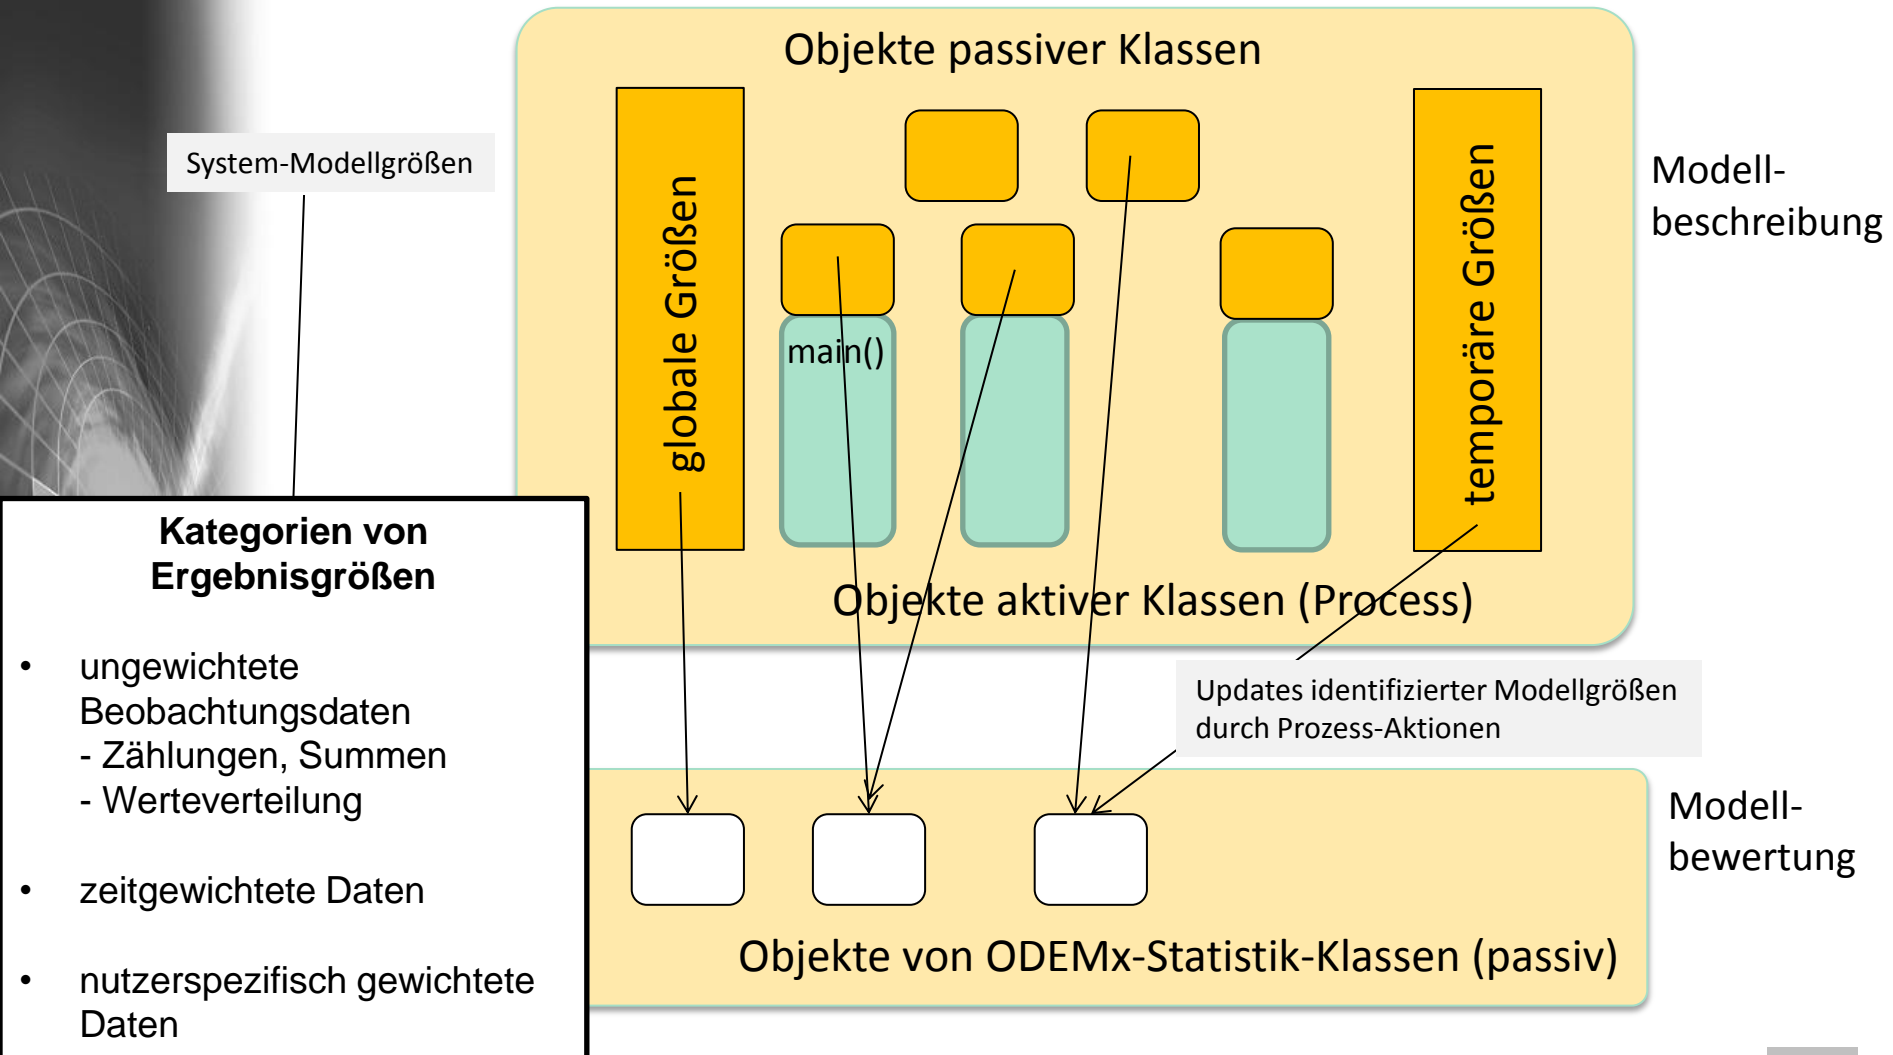 Objekte passiver Klassen
System-Modellgrößen
globale Größen
main()
temporäre Größen
Modell-
beschreibung
Objekte aktiver Klassen (Process)
Kategorien von
Ergebnisgrößen
• ungewichtete
Beobachtungsdaten
- Zählungen, Summen
- Werteverteilung
• zeitgewichtete Daten
• nutzerspezifisch gewichtete
Daten
Updates identifizierter Modellgrößen
durch Prozess-Aktionen
Modell-
bewertung
Objekte von ODEMx-Statistik-Klassen (passiv)